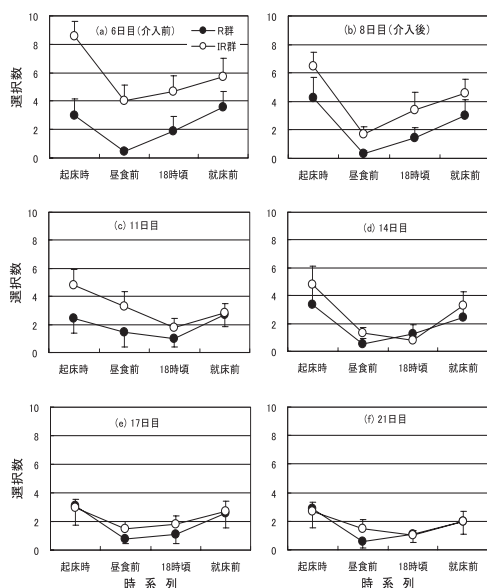 (a) 6日目(介入前)
R群
IR群
選択数
10
8
6
4
2
0
起床時 昼食前 18時頃 就床前
(b) 8日目(介入後)
10
8
6
4
2
0
起床時 昼食前 18時頃 就床前
(c) 11日目
選択数
10
8
6
4
2
0
起床時 昼食前 18時頃 就床前
(d) 14日目
10
8
6
4
2
0
起床時 昼食前 18時頃 就床前
(e) 17日目
選択数
10
8
6
4
2
0
起床時 昼食前 18時頃 就床前
時 系 列
(f) 21日目
10
8
6
4
2
0
起床時 昼食前 18時頃 就床前
時 系 列